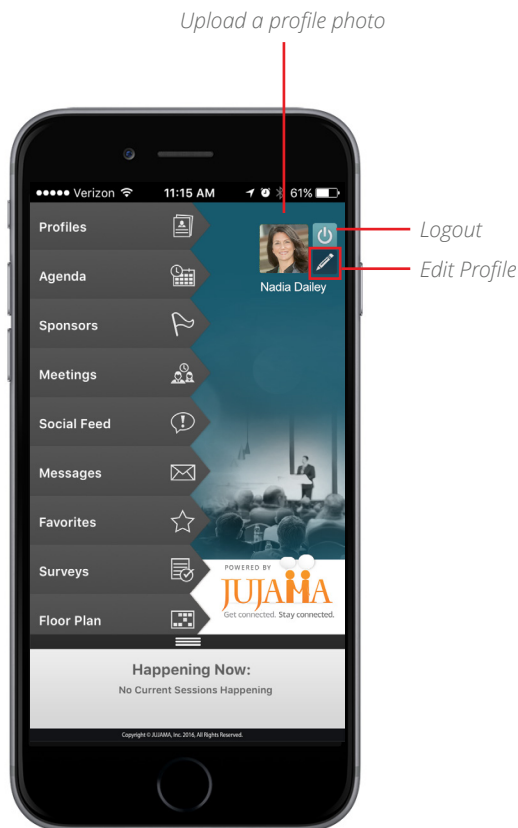 Upload a profile photo
Verizon 11:15 AM 61%
Profiles
Logout
Agenda
Edit Profile
Nadia Dailey
Sponsors
Meetings
Social Feed
Messages
Favorites
Surveys
POWERED BY
JUJAMA
Get connected. Stay connected.
Floor Plan
Happening Now:
No Current Sessions Happening
Copyright © JUJAMA, Inc. 2016, All Rights Reserved.